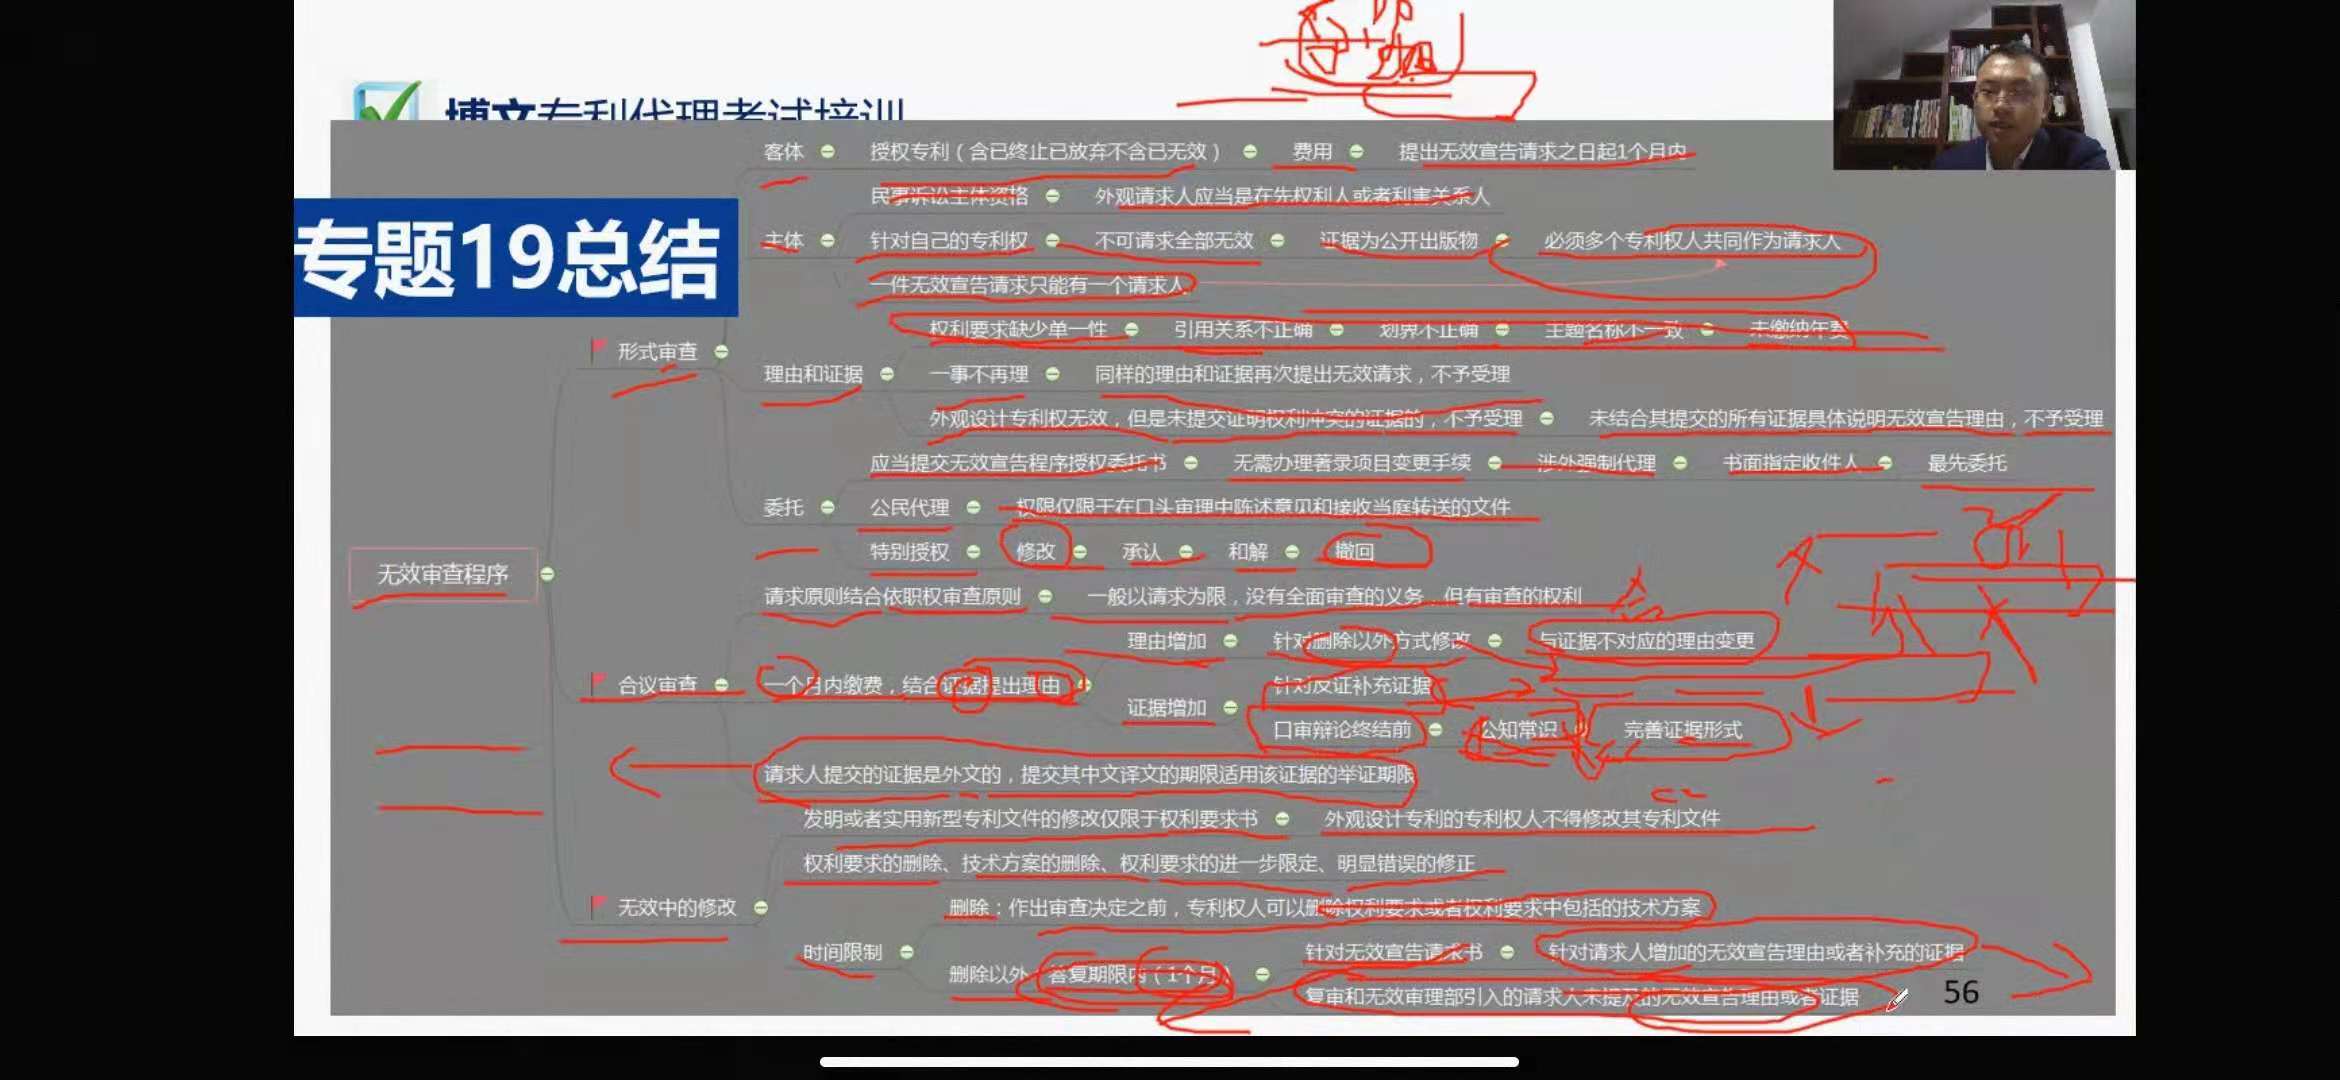 博文专利代理考试培训
专题19总结
无效审查程序
形式审查
客体 授权专利（含已终止已放弃不含已无效） 费用 提出无效宣告请求之日起1个月内
主体
民事诉讼主体资格 外观请求人应当是在先权利人或者利害关系人
针对自己的专利权 不可请求全部无效 证据为公开出版物 必须多个专利权人共同作为请求人
一件无效宣告请求只能有一个请求人
理由和证据
权利要求缺少单一性 引用关系不正确 划界不正确 主题名称不一致 未缴纳年费
一事不再理 同样的理由和证据再次提出无效请求，不予受理
外观设计专利权无效，但是未提交证明权利冲突的证据的，不予受理 未结合其提交的所有证据具体说明无效宣告理由，不予受理
委托
应当提交无效宣告程序授权委托书 无需办理著录项目变更手续 涉外强制代理 书面指定收件人 最先委托
公民代理 权限仅限于在口头审理中陈述意见和接收当庭转送的文件
特别授权 修改 承认 和解 撤回
合议审查
请求原则结合依职权审查原则 一般以请求为限，没有全面审查的义务，但有审查的权利
一个月内缴费，结合证据提出理由
理由增加 针对删除以外方式修改 与证据不对应的理由变更
证据增加
针对反证补充证据
口审辩论终结前 公知常识 完善证据形式
请求人提交的证据是外文的，提交其中文译文的期限适用该证据的举证期限
无效中的修改
发明或者实用新型专利文件的修改仅限于权利要求书 外观设计专利的专利权人不得修改其专利文件
权利要求的删除、技术方案的删除、权利要求的进一步限定、明显错误的修正
时间限制
删除：作出审查决定之前，专利权人可以删除权利要求或者权利要求中包括的技术方案
删除以外：答复期限内（1个月）
针对无效宣告请求书 针对请求人增加的无效宣告理由或者补充的证据
复审和无效审理部引入的请求人未提及的无效宣告理由或者证据
56